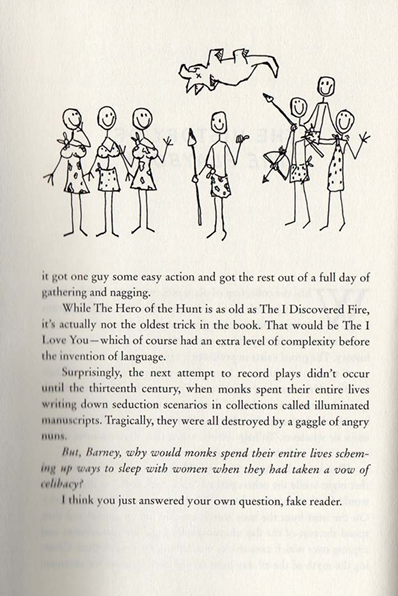 it got one guy some easy action and got the rest out of a full day of
gathering and nagging.
While The Hero of the Hunt is as old as The I Discovered Fire,
it's actually not the oldest trick in the book. That would be The I
Love You—which of course had an extra level of complexity before
the invention of language.
Surprisingly, the next attempt to record plays didn't occur
until the thirteenth century, when monks spent their entire lives
writing down seduction scenarios in collections called illuminated
manuscripts. Tragically, they were all destroyed by a gaggle of angry
nuns.
But, Barney, why would monks spend their entire lives schem-
ing up ways to sleep with women when they had taken a vow of
celibacy?
I think you just answered your own question, fake reader.